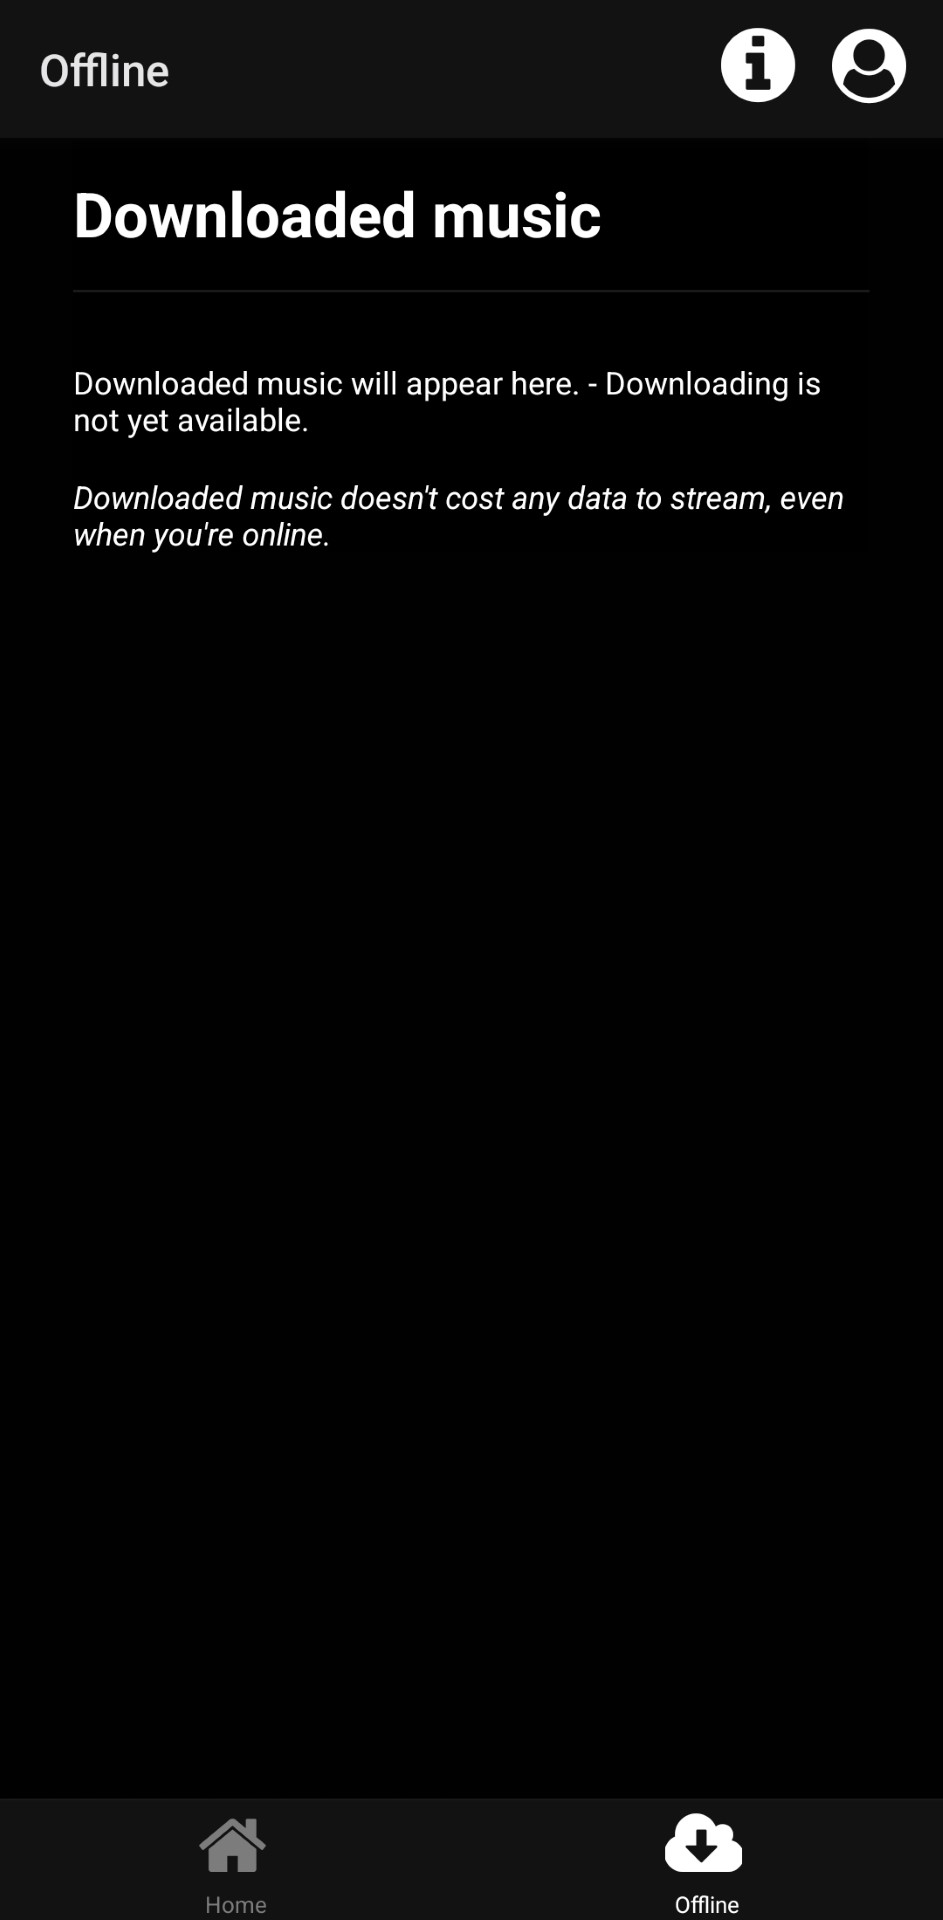 Offline
Downloaded music
Downloaded music will appear here. - Downloading is
not yet available.
Downloaded music doesn't cost any data to stream, even
when you're online.
Home
Offline